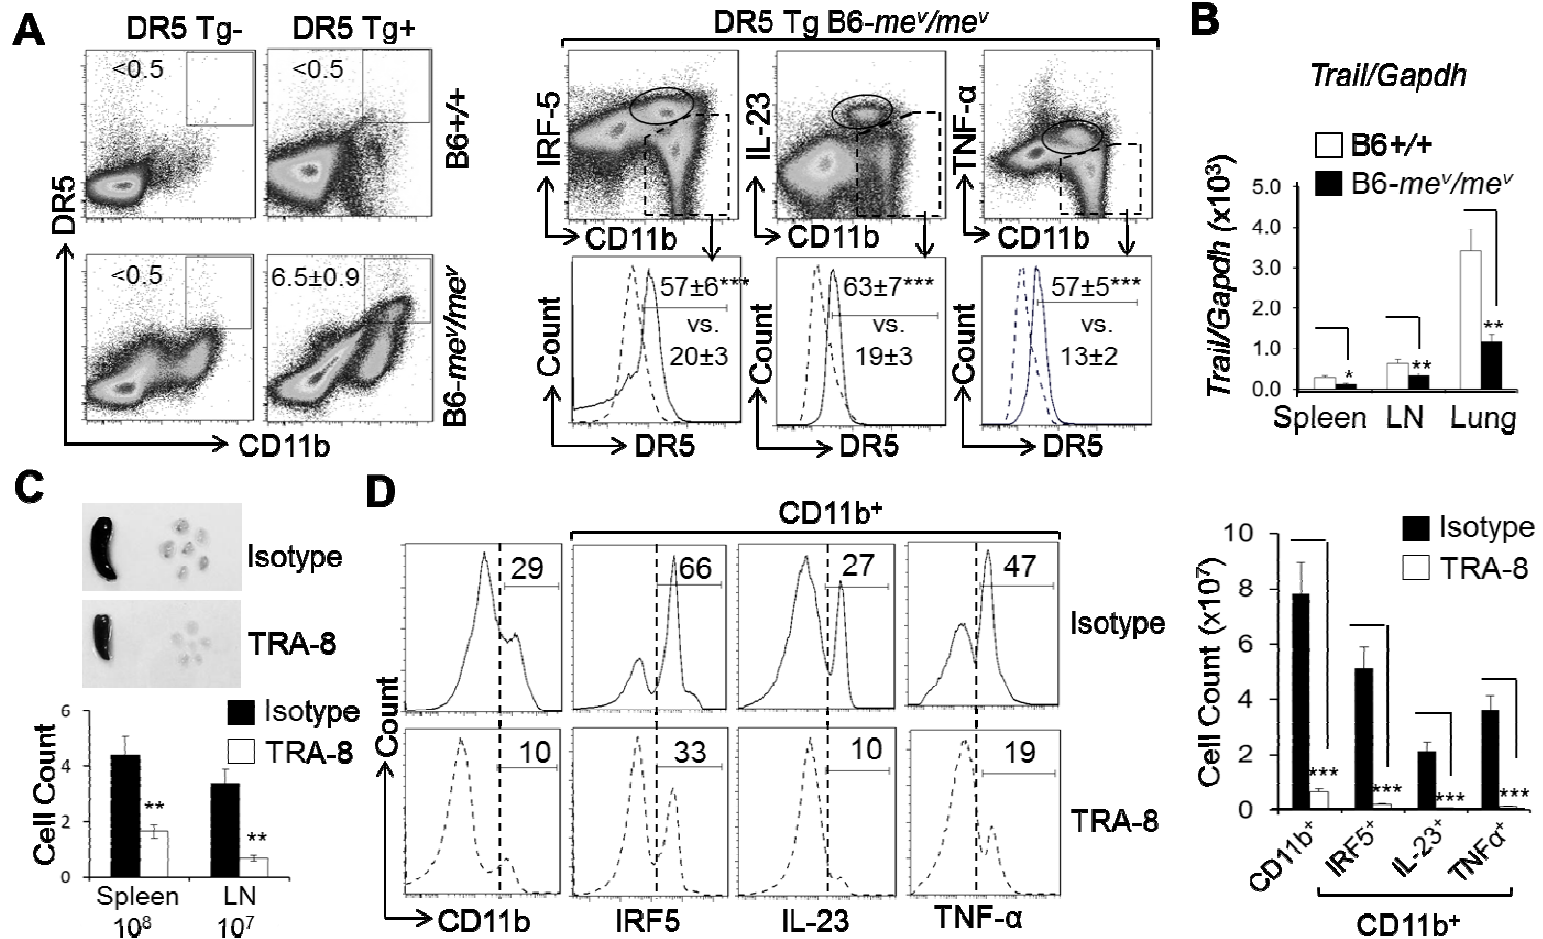 A
DR5 Tg-
DR5 Tg+
<0.5
<0.5
B6+/+
<0.5
6.5±0.9
B6-meᵛ/meᵛ
DR5
CD11b
DR5 Tg B6-meᵛ/meᵛ
IRF-5
IL-23
TNF-α
CD11b
CD11b
CD11b
57±6***
vs.
20±3
63±7***
vs.
19±3
57±5***
vs.
13±2
Count
Count
Count
DR5
DR5
DR5
B
Trail/Gapdh
B6+/+
B6-meᵛ/meᵛ
Trail/Gapdh (x10³)
5.0
4.0
3.0
2.0
1.0
0.0
*
**
**
Spleen
LN
Lung
C
Isotype
TRA-8
Isotype
TRA-8
Cell Count
6
4
2
0
**
**
Spleen
LN
10⁸
10⁷
D
CD11b⁺
29
66
27
47
Isotype
10
33
10
19
TRA-8
Count
CD11b
IRF5
IL-23
TNF-α
Isotype
TRA-8
Cell Count (x10⁷)
10
8
6
4
2
0
***
***
***
***
CD11b⁺
IRF5⁺
IL-23⁺
TNFα⁺
CD11b⁺